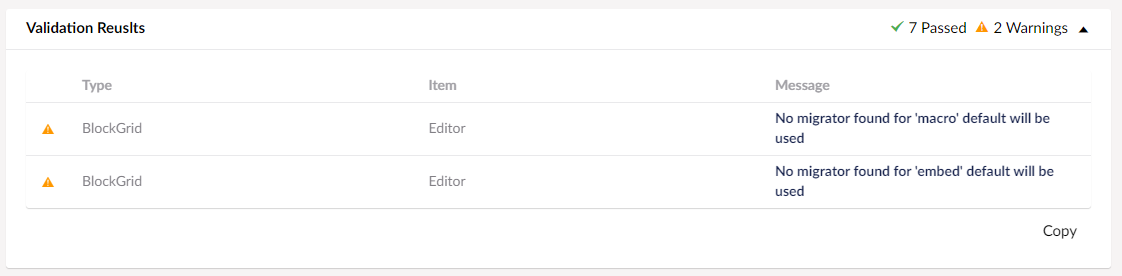 Validation Reuslts
7 Passed
2 Warnings
Type
Item
Message
BlockGrid
Editor
No migrator found for 'macro' default will be
used
BlockGrid
Editor
No migrator found for 'embed' default will be
used
Copy